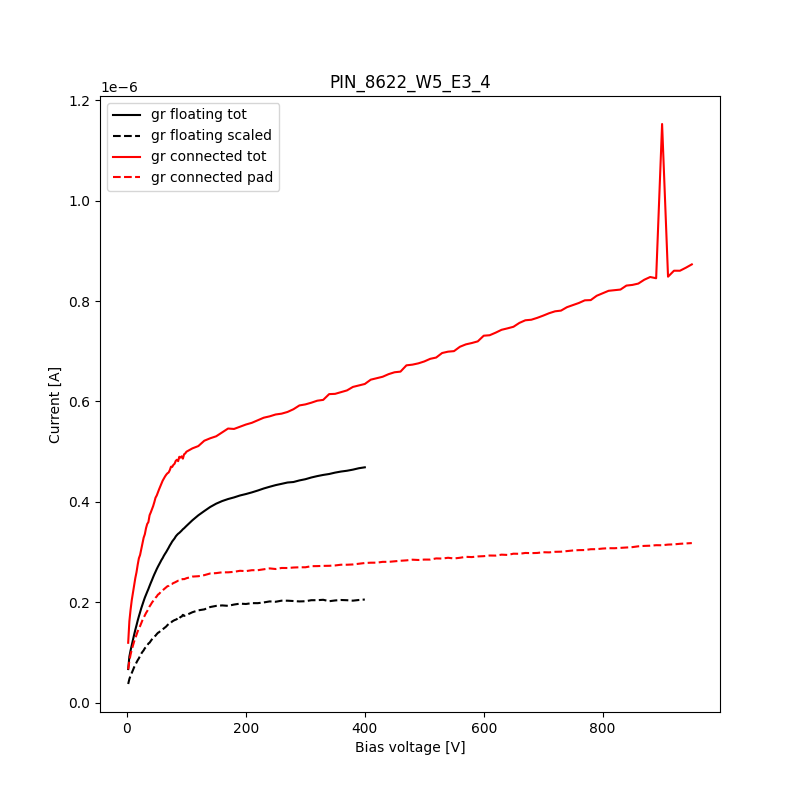 PIN_8622_W5_E3_4
1e−6
gr floating tot
gr floating scaled
gr connected tot
gr connected pad
1.2
1.0
0.8
0.6
0.4
0.2
0.0
Current [A]
0 200 400 600 800
Bias voltage [V]